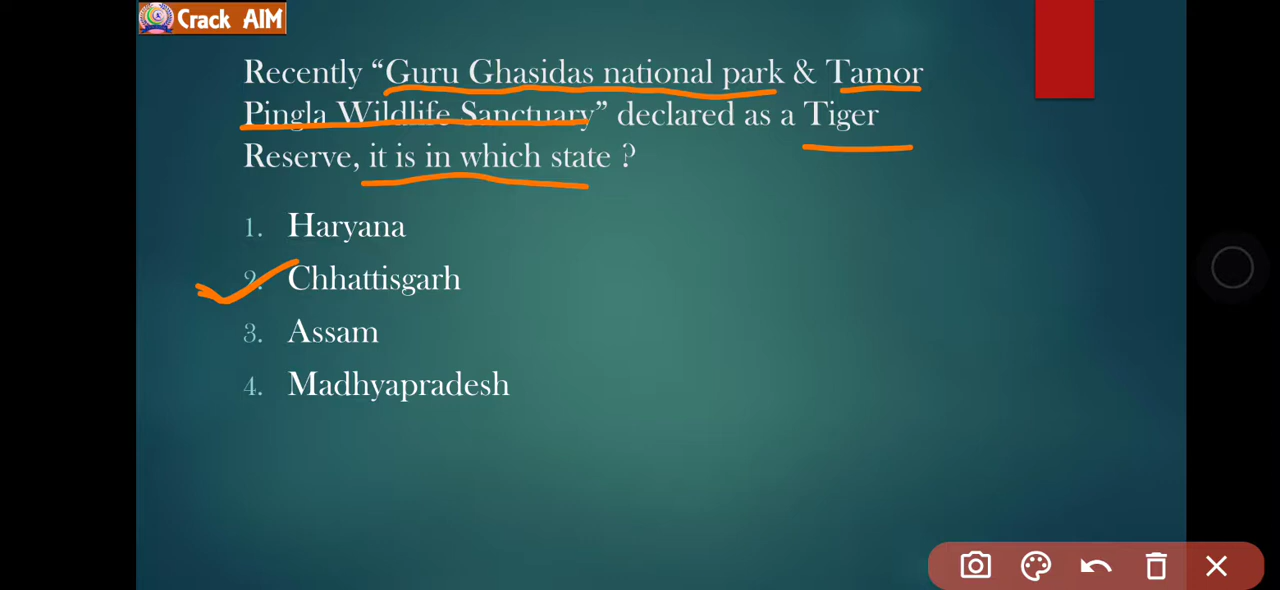 Crack AIM
Recently “Guru Ghasidas national park & Tamor
Pingla Wildlife Sanctuary” declared as a Tiger
Reserve, it is in which state ?
1. Haryana
2. Chhattisgarh
3. Assam
4. Madhyapradesh